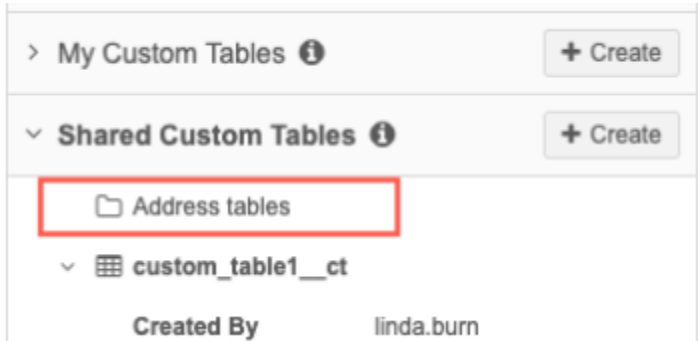 My Custom Tables + Create
Shared Custom Tables + Create
Address tables
custom_table1__ct
Created By linda.burn